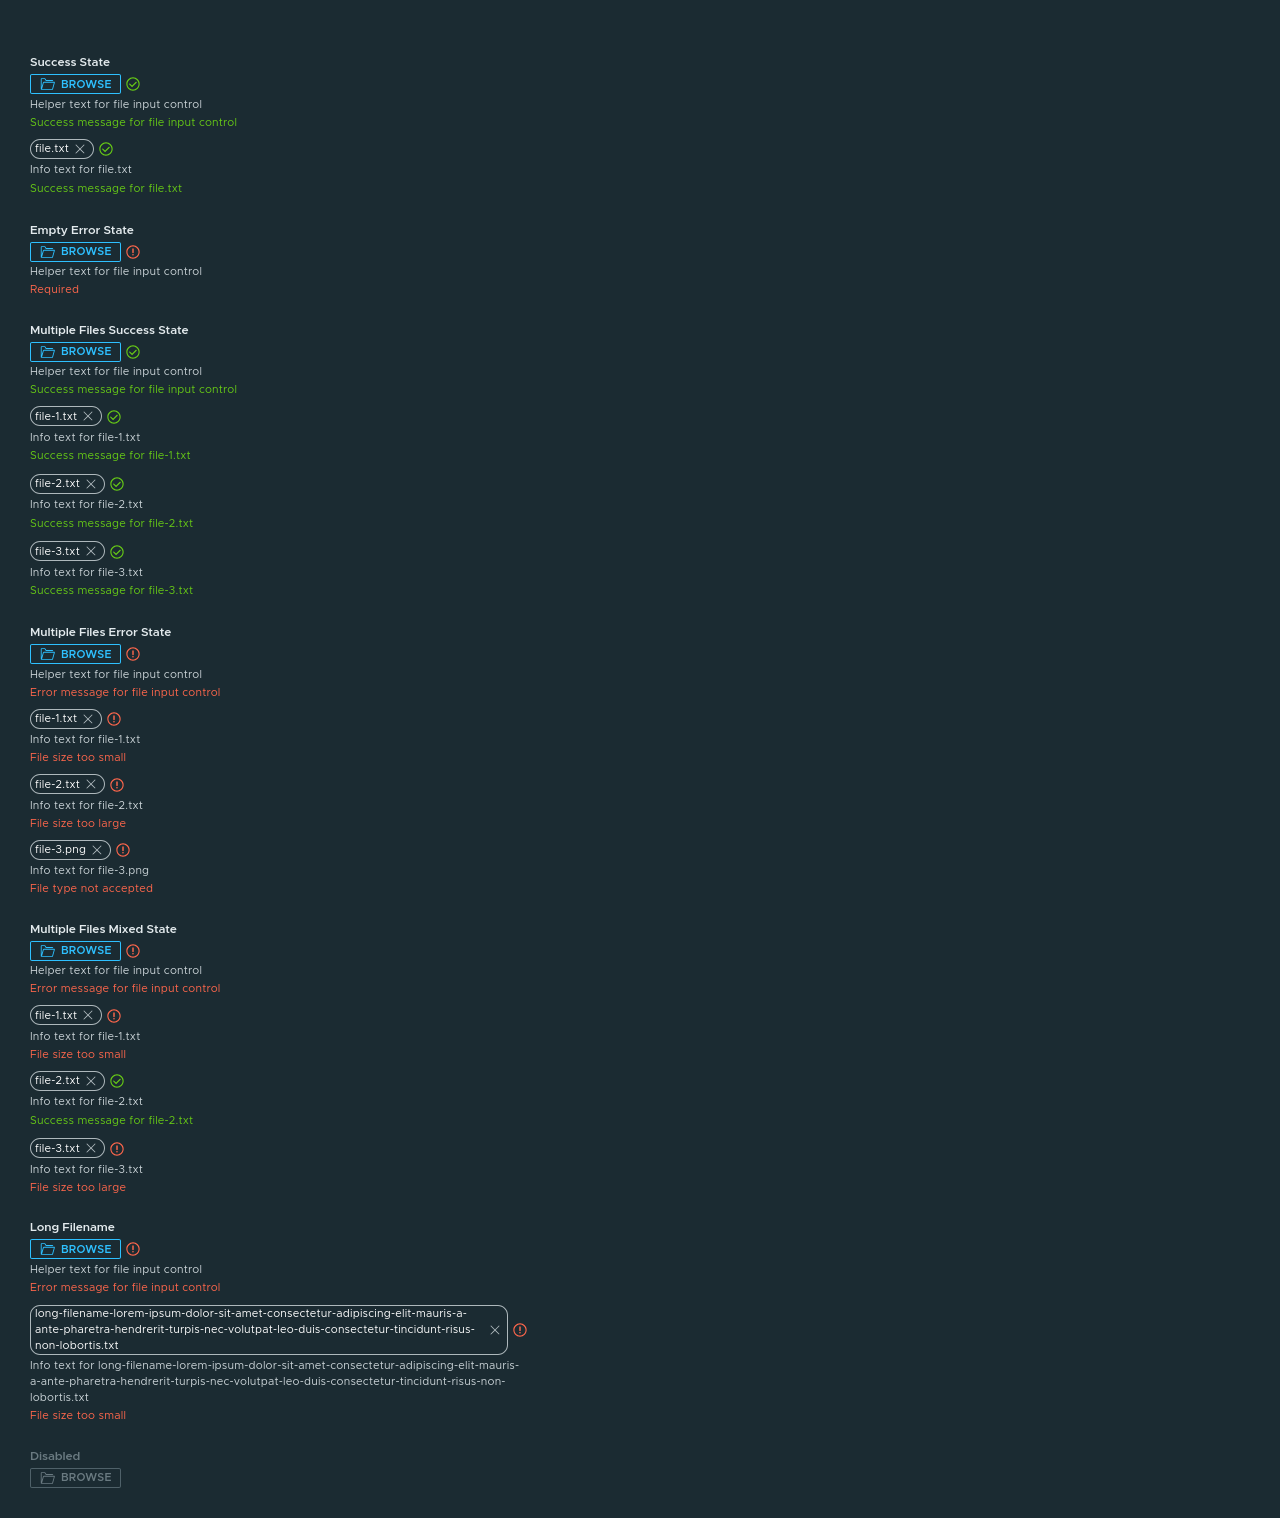 Success State
BROWSE
Helper text for file input control
Success message for file input control
file.txt
Info text for file.txt
Success message for file.txt
Empty Error State
BROWSE
Helper text for file input control
Required
Multiple Files Success State
BROWSE
Helper text for file input control
Success message for file input control
file-1.txt
Info text for file-1.txt
Success message for file-1.txt
file-2.txt
Info text for file-2.txt
Success message for file-2.txt
file-3.txt
Info text for file-3.txt
Success message for file-3.txt
Multiple Files Error State
BROWSE
Helper text for file input control
Error message for file input control
file-1.txt
Info text for file-1.txt
File size too small
file-2.txt
Info text for file-2.txt
File size too large
file-3.png
Info text for file-3.png
File type not accepted
Multiple Files Mixed State
BROWSE
Helper text for file input control
Error message for file input control
file-1.txt
Info text for file-1.txt
File size too small
file-2.txt
Info text for file-2.txt
Success message for file-2.txt
file-3.txt
Info text for file-3.txt
File size too large
Long Filename
BROWSE
Helper text for file input control
Error message for file input control
long-filename-lorem-ipsum-dolor-sit-amet-consectetur-adipiscing-elit-mauris-a-
ante-pharetra-hendrerit-turpis-nec-volutpat-leo-duis-consectetur-tincidunt-risus-
non-lobortis.txt
Info text for long-filename-lorem-ipsum-dolor-sit-amet-consectetur-adipiscing-elit-mauris-
a-ante-pharetra-hendrerit-turpis-nec-volutpat-leo-duis-consectetur-tincidunt-risus-non-
lobortis.txt
File size too small
Disabled
BROWSE